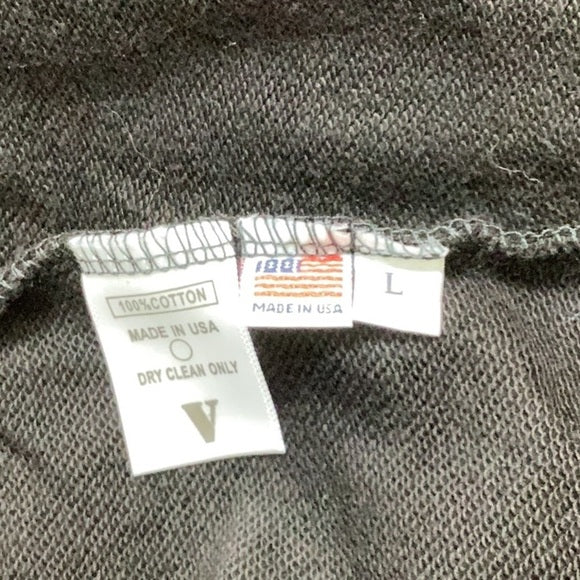 100%COTTON
MADE IN USA
DRY CLEAN ONLY
V
MADE IN USA
L